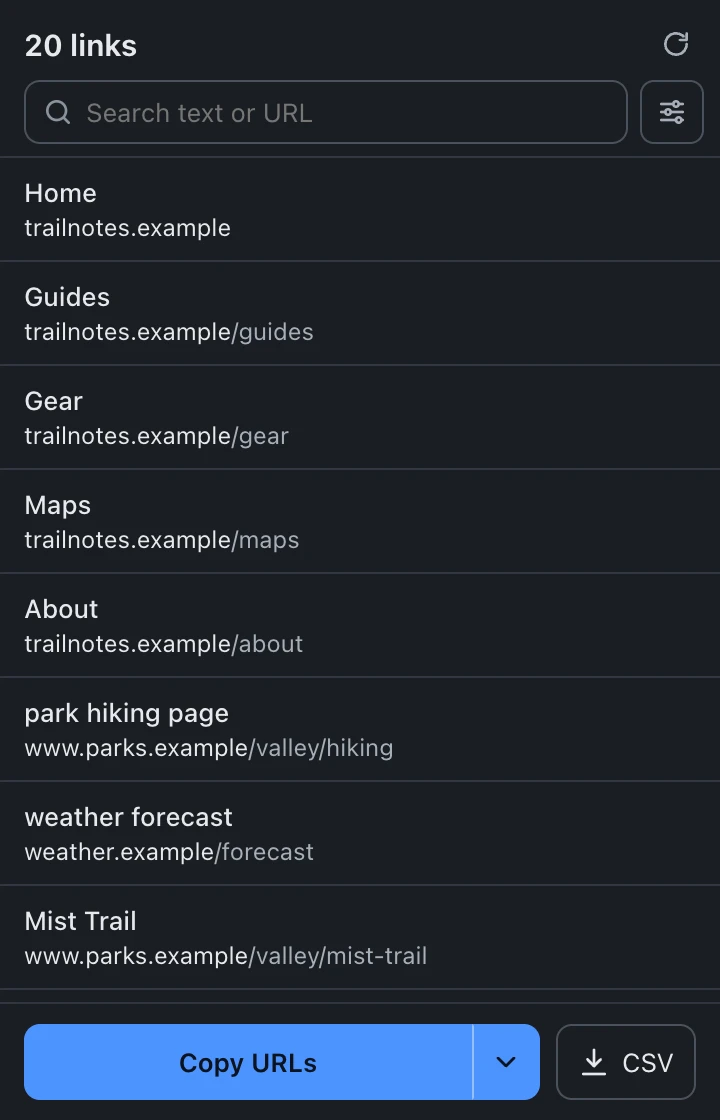 20 links
Search text or URL
Home
trailnotes.example
Guides
trailnotes.example/guides
Gear
trailnotes.example/gear
Maps
trailnotes.example/maps
About
trailnotes.example/about
park hiking page
www.parks.example/valley/hiking
weather forecast
weather.example/forecast
Mist Trail
www.parks.example/valley/mist-trail
Copy URLs
CSV